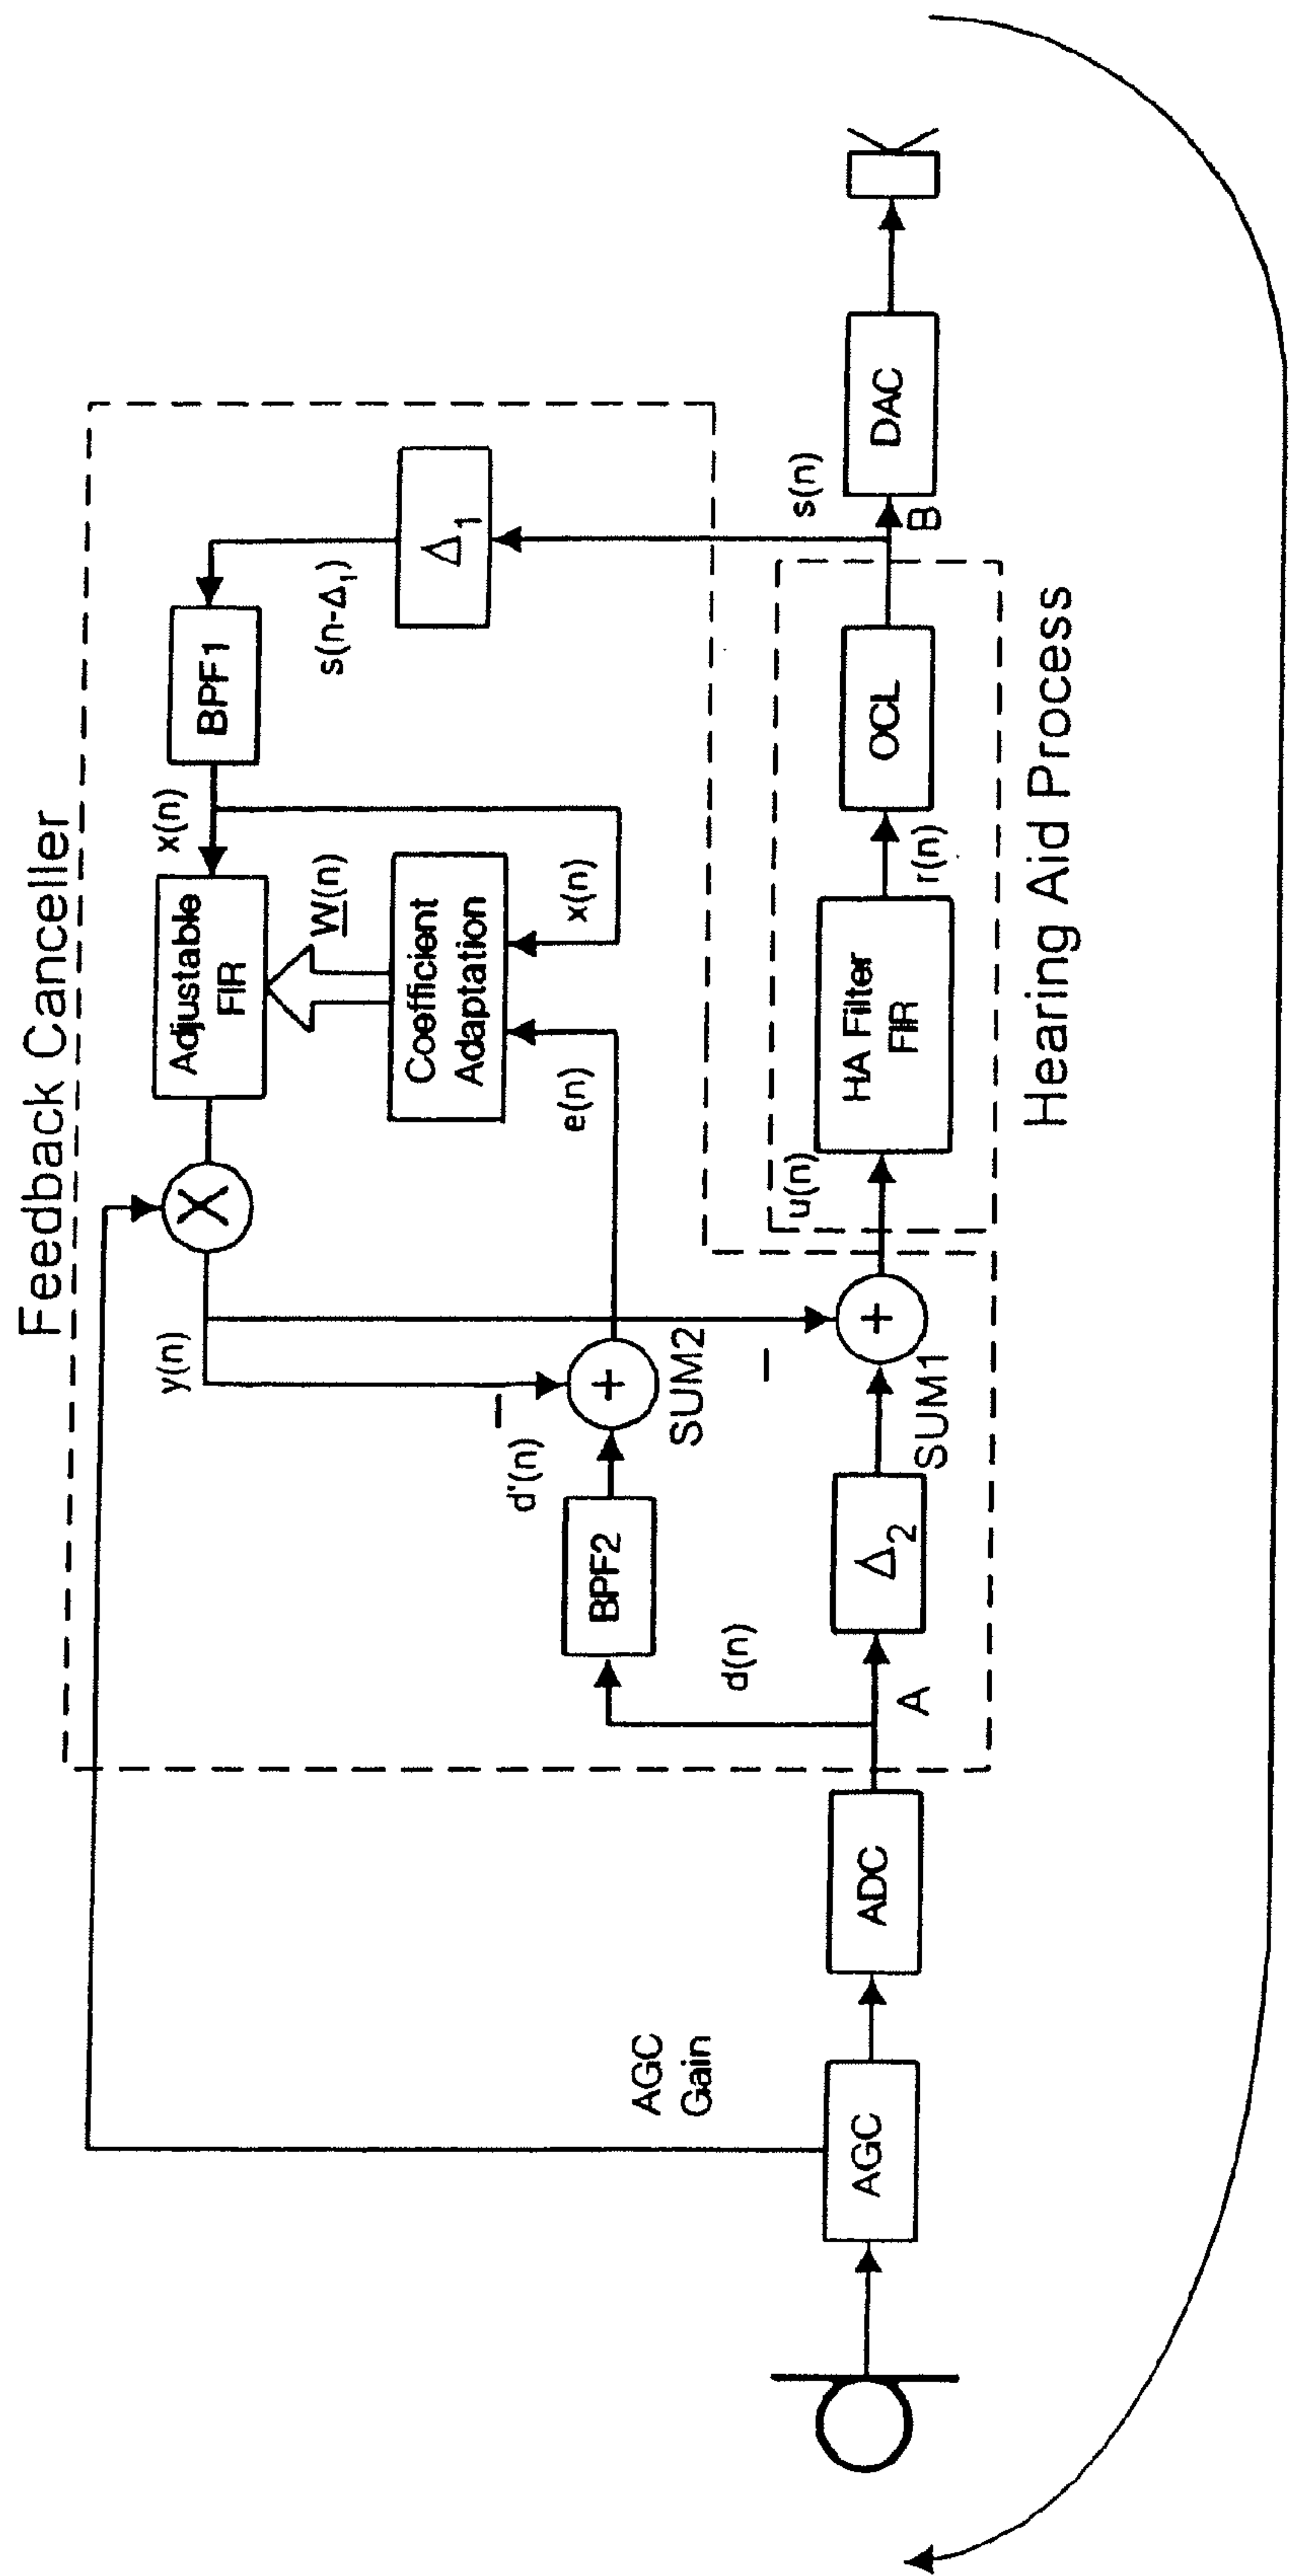 Feedback Canceller
y(n)
X
Adjustable
FIR
x(n)
BPF1
s(n-Δ₁)
Δ₁
W(n)
Coefficient
Adaptation
e(n)
x(n)
d'(n)
−
+
SUM2
BPF2
d(n)
AGC
Gain
AGC
ADC
A
Δ₂
SUM1
−
+
u(n)
HA Filter
FIR
r(n)
OCL
s(n)
B
DAC
Hearing Aid Process